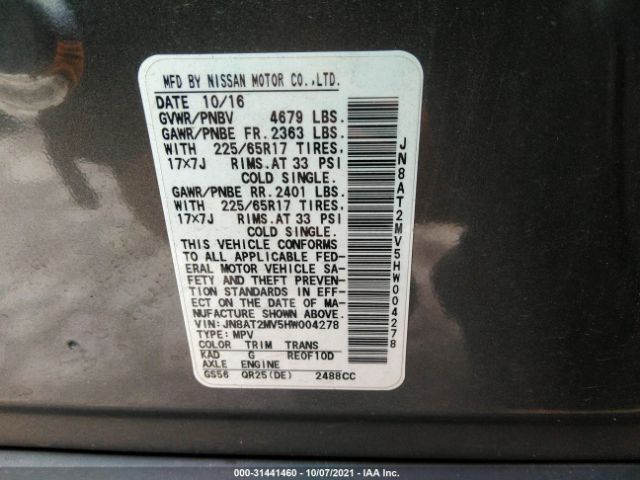 MFD BY NISSAN MOTOR CO.,LTD.
DATE 10/16
GVWR/PNBV 4679 LBS.
GAWR/PNBE FR. 2363 LBS.
WITH 225/65R17 TIRES.
17×7J RIMS.AT 33 PSI
COLD SINGLE.
GAWR/PNBE RR. 2401 LBS.
WITH 225/65R17 TIRES.
17×7J RIMS.AT 33 PSI
COLD SINGLE.
THIS VEHICLE CONFORMS
TO ALL APPLICABLE FED-
ERAL MOTOR VEHICLE SA-
FETY AND THEFT PREVEN-
TION STANDARDS IN EFF-
ECT ON THE DATE OF MA-
NUFACTURE SHOWN ABOVE.
VIN: JN8AT2MV5HW004278
TYPE: MPV
COLOR TRIM TRANS
KAD G RE0F10D
AXLE ENGINE
GS56 QR25(DE) 2488CC
JN8AT2MV5HW004278
000-31441460 - 10/07/2021 - IAA Inc.